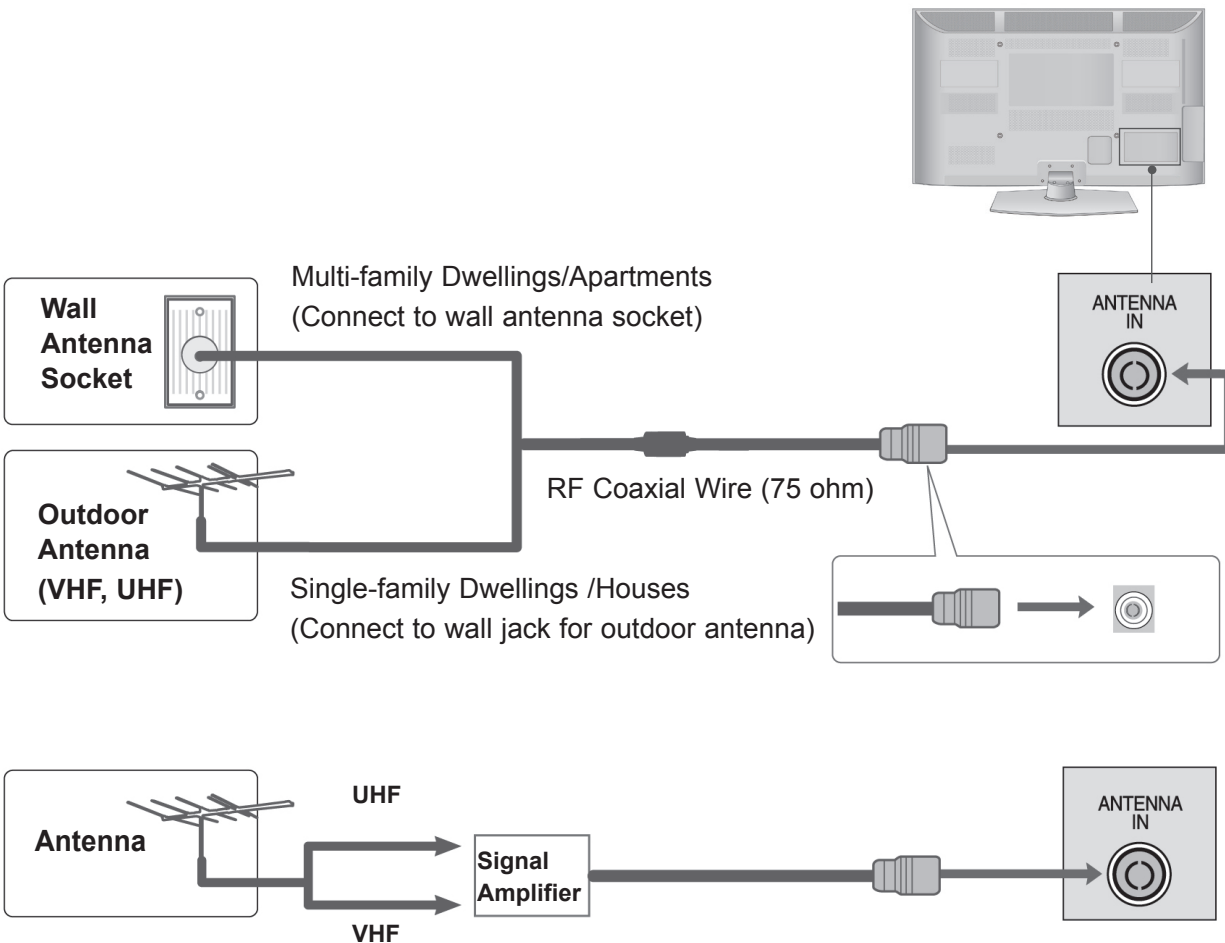 Wall
Antenna
Socket
Multi-family Dwellings/Apartments
(Connect to wall antenna socket)
ANTENNA
IN
Outdoor
Antenna
(VHF, UHF)
RF Coaxial Wire (75 ohm)
Single-family Dwellings /Houses
(Connect to wall jack for outdoor antenna)
Antenna
UHF
VHF
Signal
Amplifier
ANTENNA
IN